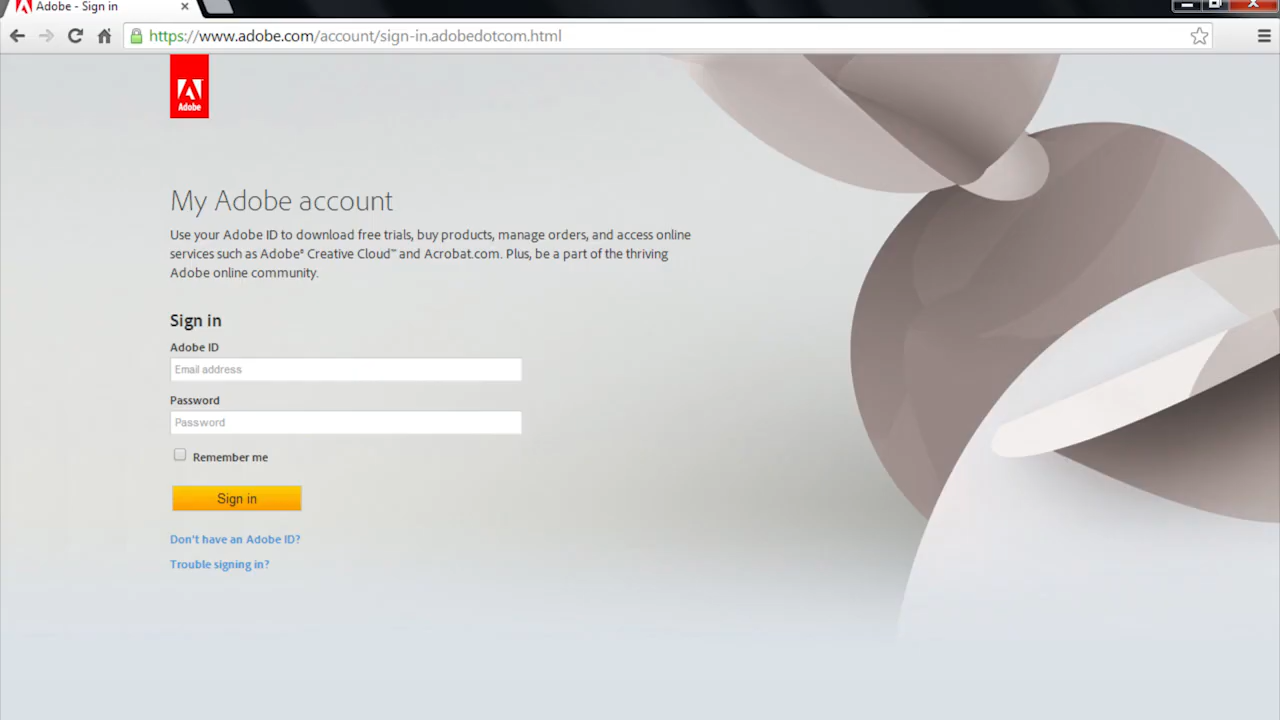 Adobe - Sign in
https://www.adobe.com/account/sign-in.adobedotcom.html
Adobe
My Adobe account
Use your Adobe ID to download free trials, buy products, manage orders, and access online
services such as Adobe® Creative Cloud™ and Acrobat.com. Plus, be a part of the thriving
Adobe online community.
Sign in
Adobe ID
Email address
Password
Password
Remember me
Sign in
Don't have an Adobe ID?
Trouble signing in?